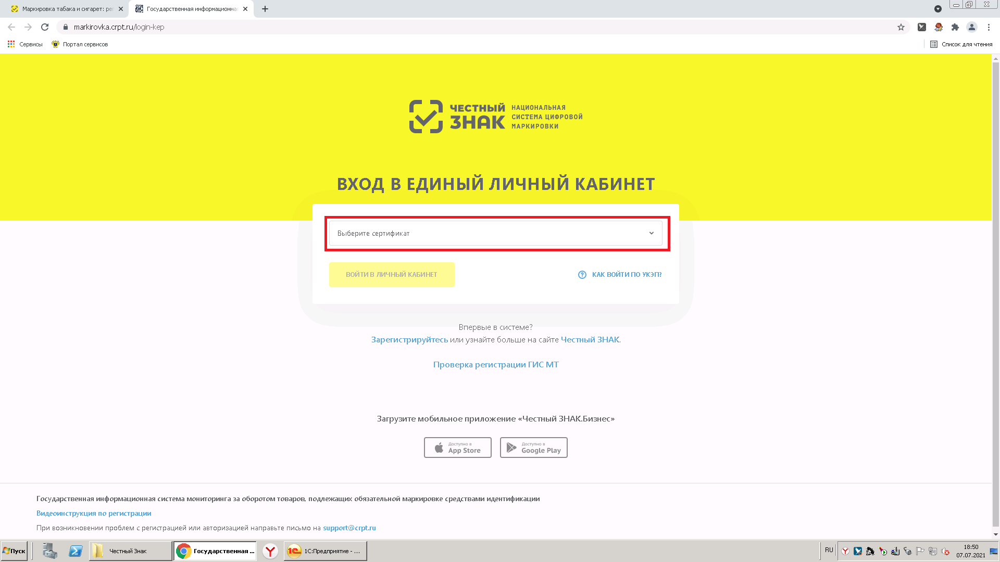 Маркировка табака и сигарет: рег
Государственная информационна
markirovka.crpt.ru/login-kep
Сервисы
Портал сервисов
Список для чтения
ЧЕСТНЫЙ ЗНАК
НАЦИОНАЛЬНАЯ
СИСТЕМА ЦИФРОВОЙ
МАРКИРОВКИ
ВХОД В ЕДИНЫЙ ЛИЧНЫЙ КАБИНЕТ
Выберите сертификат
ВОЙТИ В ЛИЧНЫЙ КАБИНЕТ
КАК ВОЙТИ ПО УКЭП?
Впервые в системе?
Зарегистрируйтесь или узнайте больше на сайте Честный ЗНАК.
Проверка регистрации ГИС МТ
Загрузите мобильное приложение «Честный ЗНАК.Бизнес»
Доступно в
App Store
Доступно в
Google Play
Государственная информационная система мониторинга за оборотом товаров, подлежащих обязательной маркировке средствами идентификации
Видеоинструкция по регистрации
При возникновении проблем с регистрацией или авторизацией направьте письмо на support@crpt.ru
Пуск
Честный Знак
Государственная ...
1С:Предприятие - ...
RU
18:50
07.07.2021